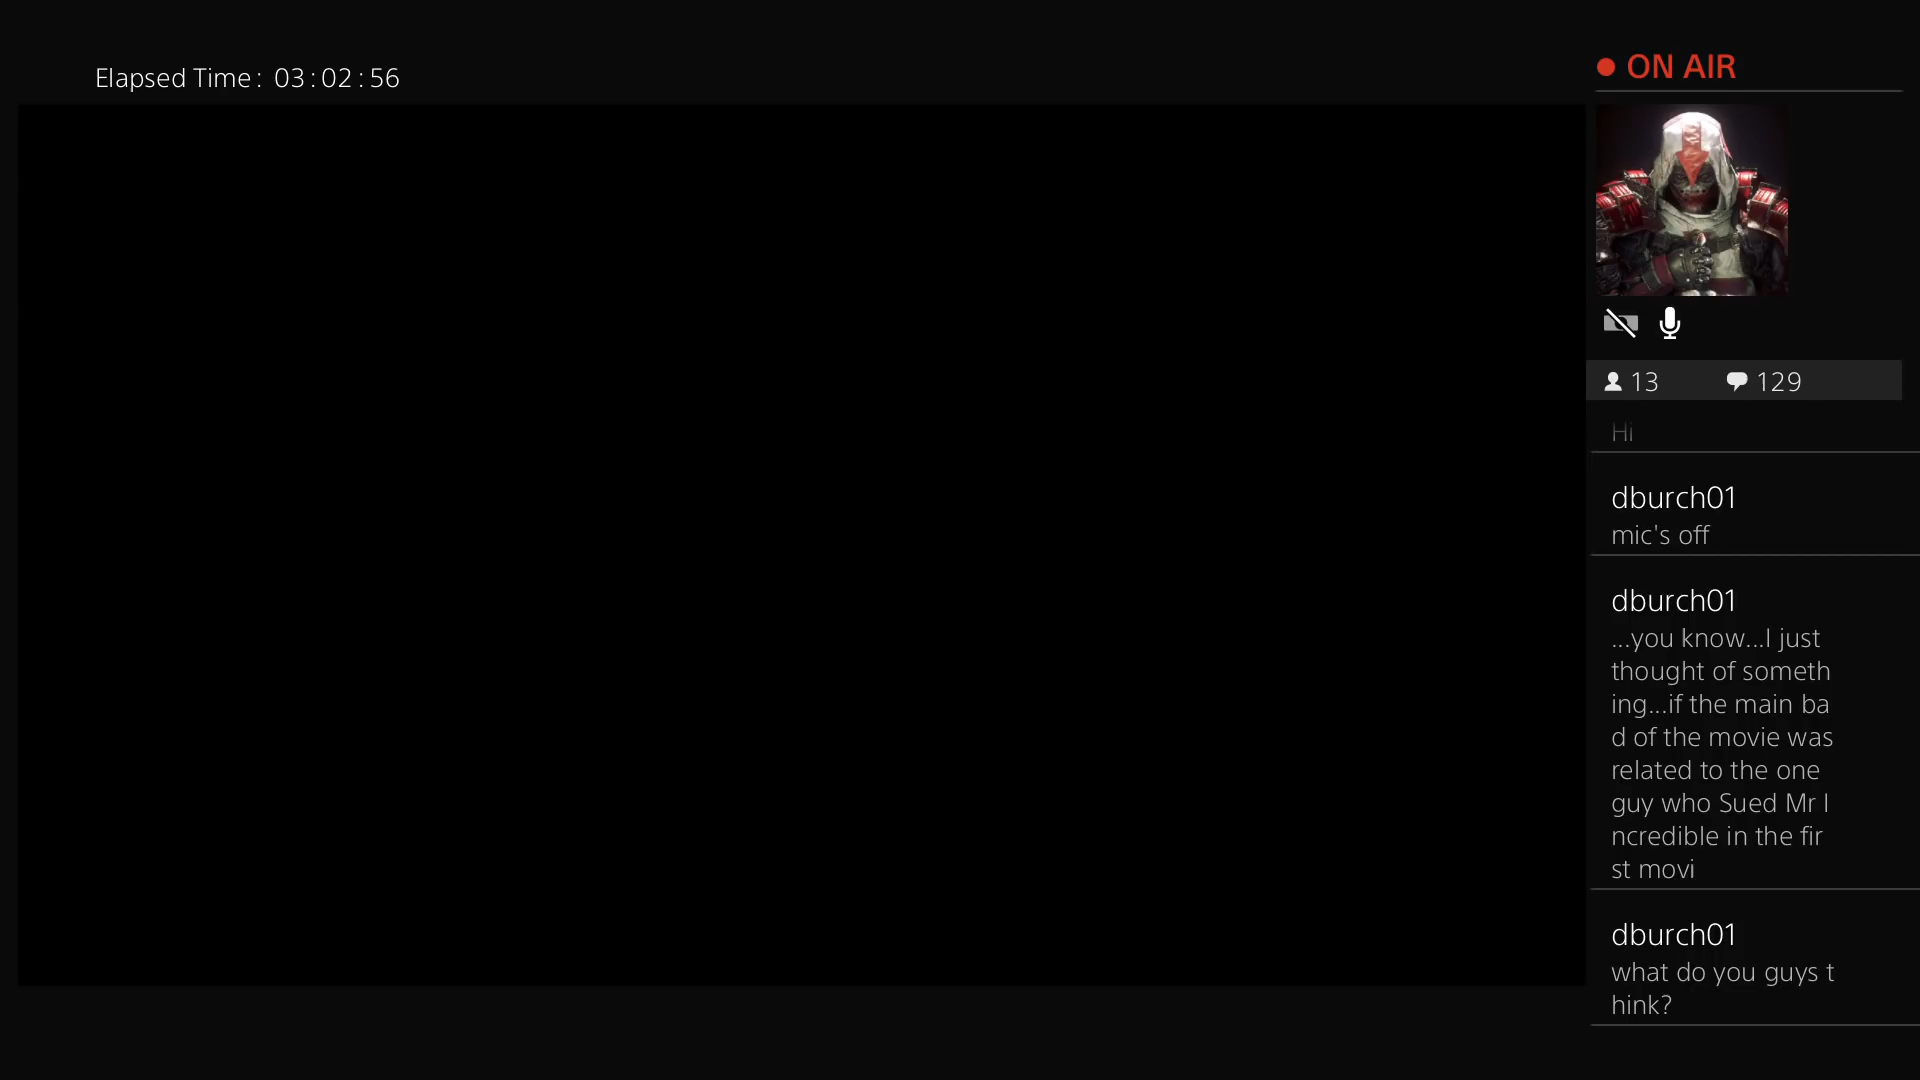 Elapsed Time: 03:02:56
ON AIR
13 129
Hi
dburch01
mic's off
dburch01
...you know...I just
thought of someth
ing...if the main ba
d of the movie was
related to the one
guy who Sued Mr I
ncredible in the fir
st movi
dburch01
what do you guys t
hink?